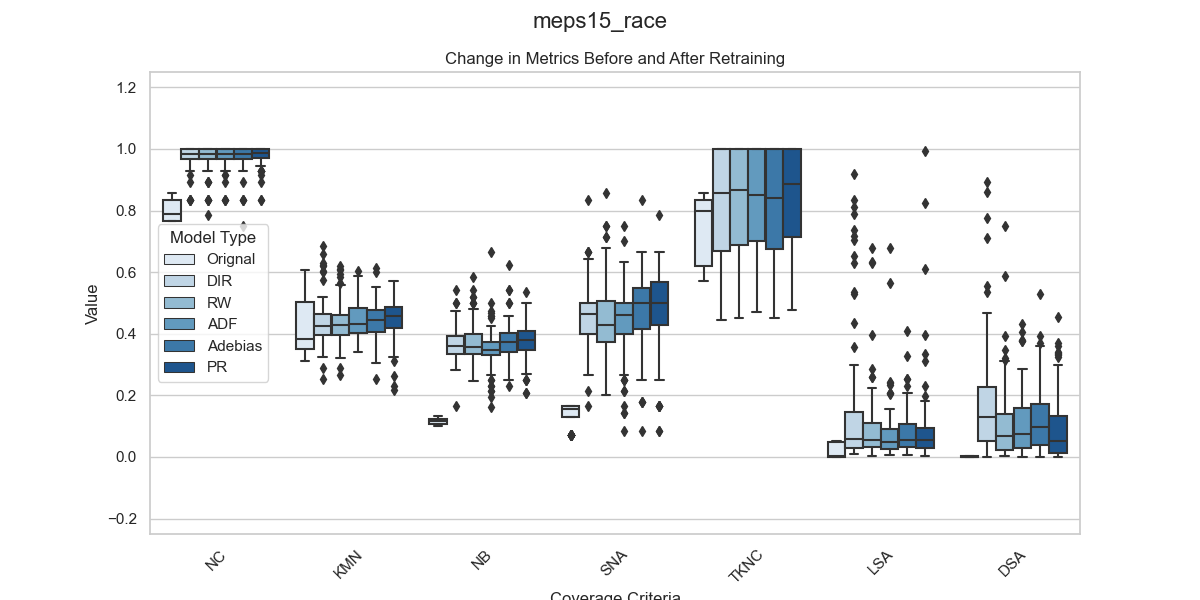 meps15_race
Change in Metrics Before and After Retraining
Value
1.2
1.0
0.8
0.6
0.4
0.2
0.0
−0.2
Model Type
Orignal
DIR
RW
ADF
Adebias
PR
NC
KMN
NB
SNA
TKNC
LSA
DSA
Coverage Criteria